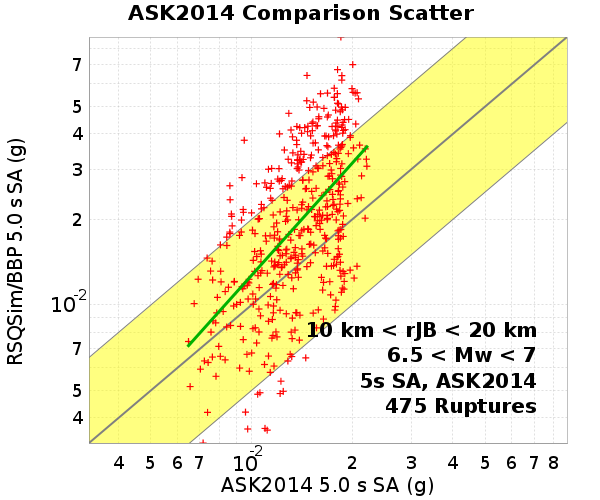 ASK2014 Comparison Scatter
RSQSim/BBP 5.0 s SA (g)
7
5
4
3
2
10-2
7
5
4
10 km < rJB < 20 km
6.5 < Mw < 7
5s SA, ASK2014
475 Ruptures
4 5 6 7 10-2 2 3 4 5 6 7 8
ASK2014 5.0 s SA (g)